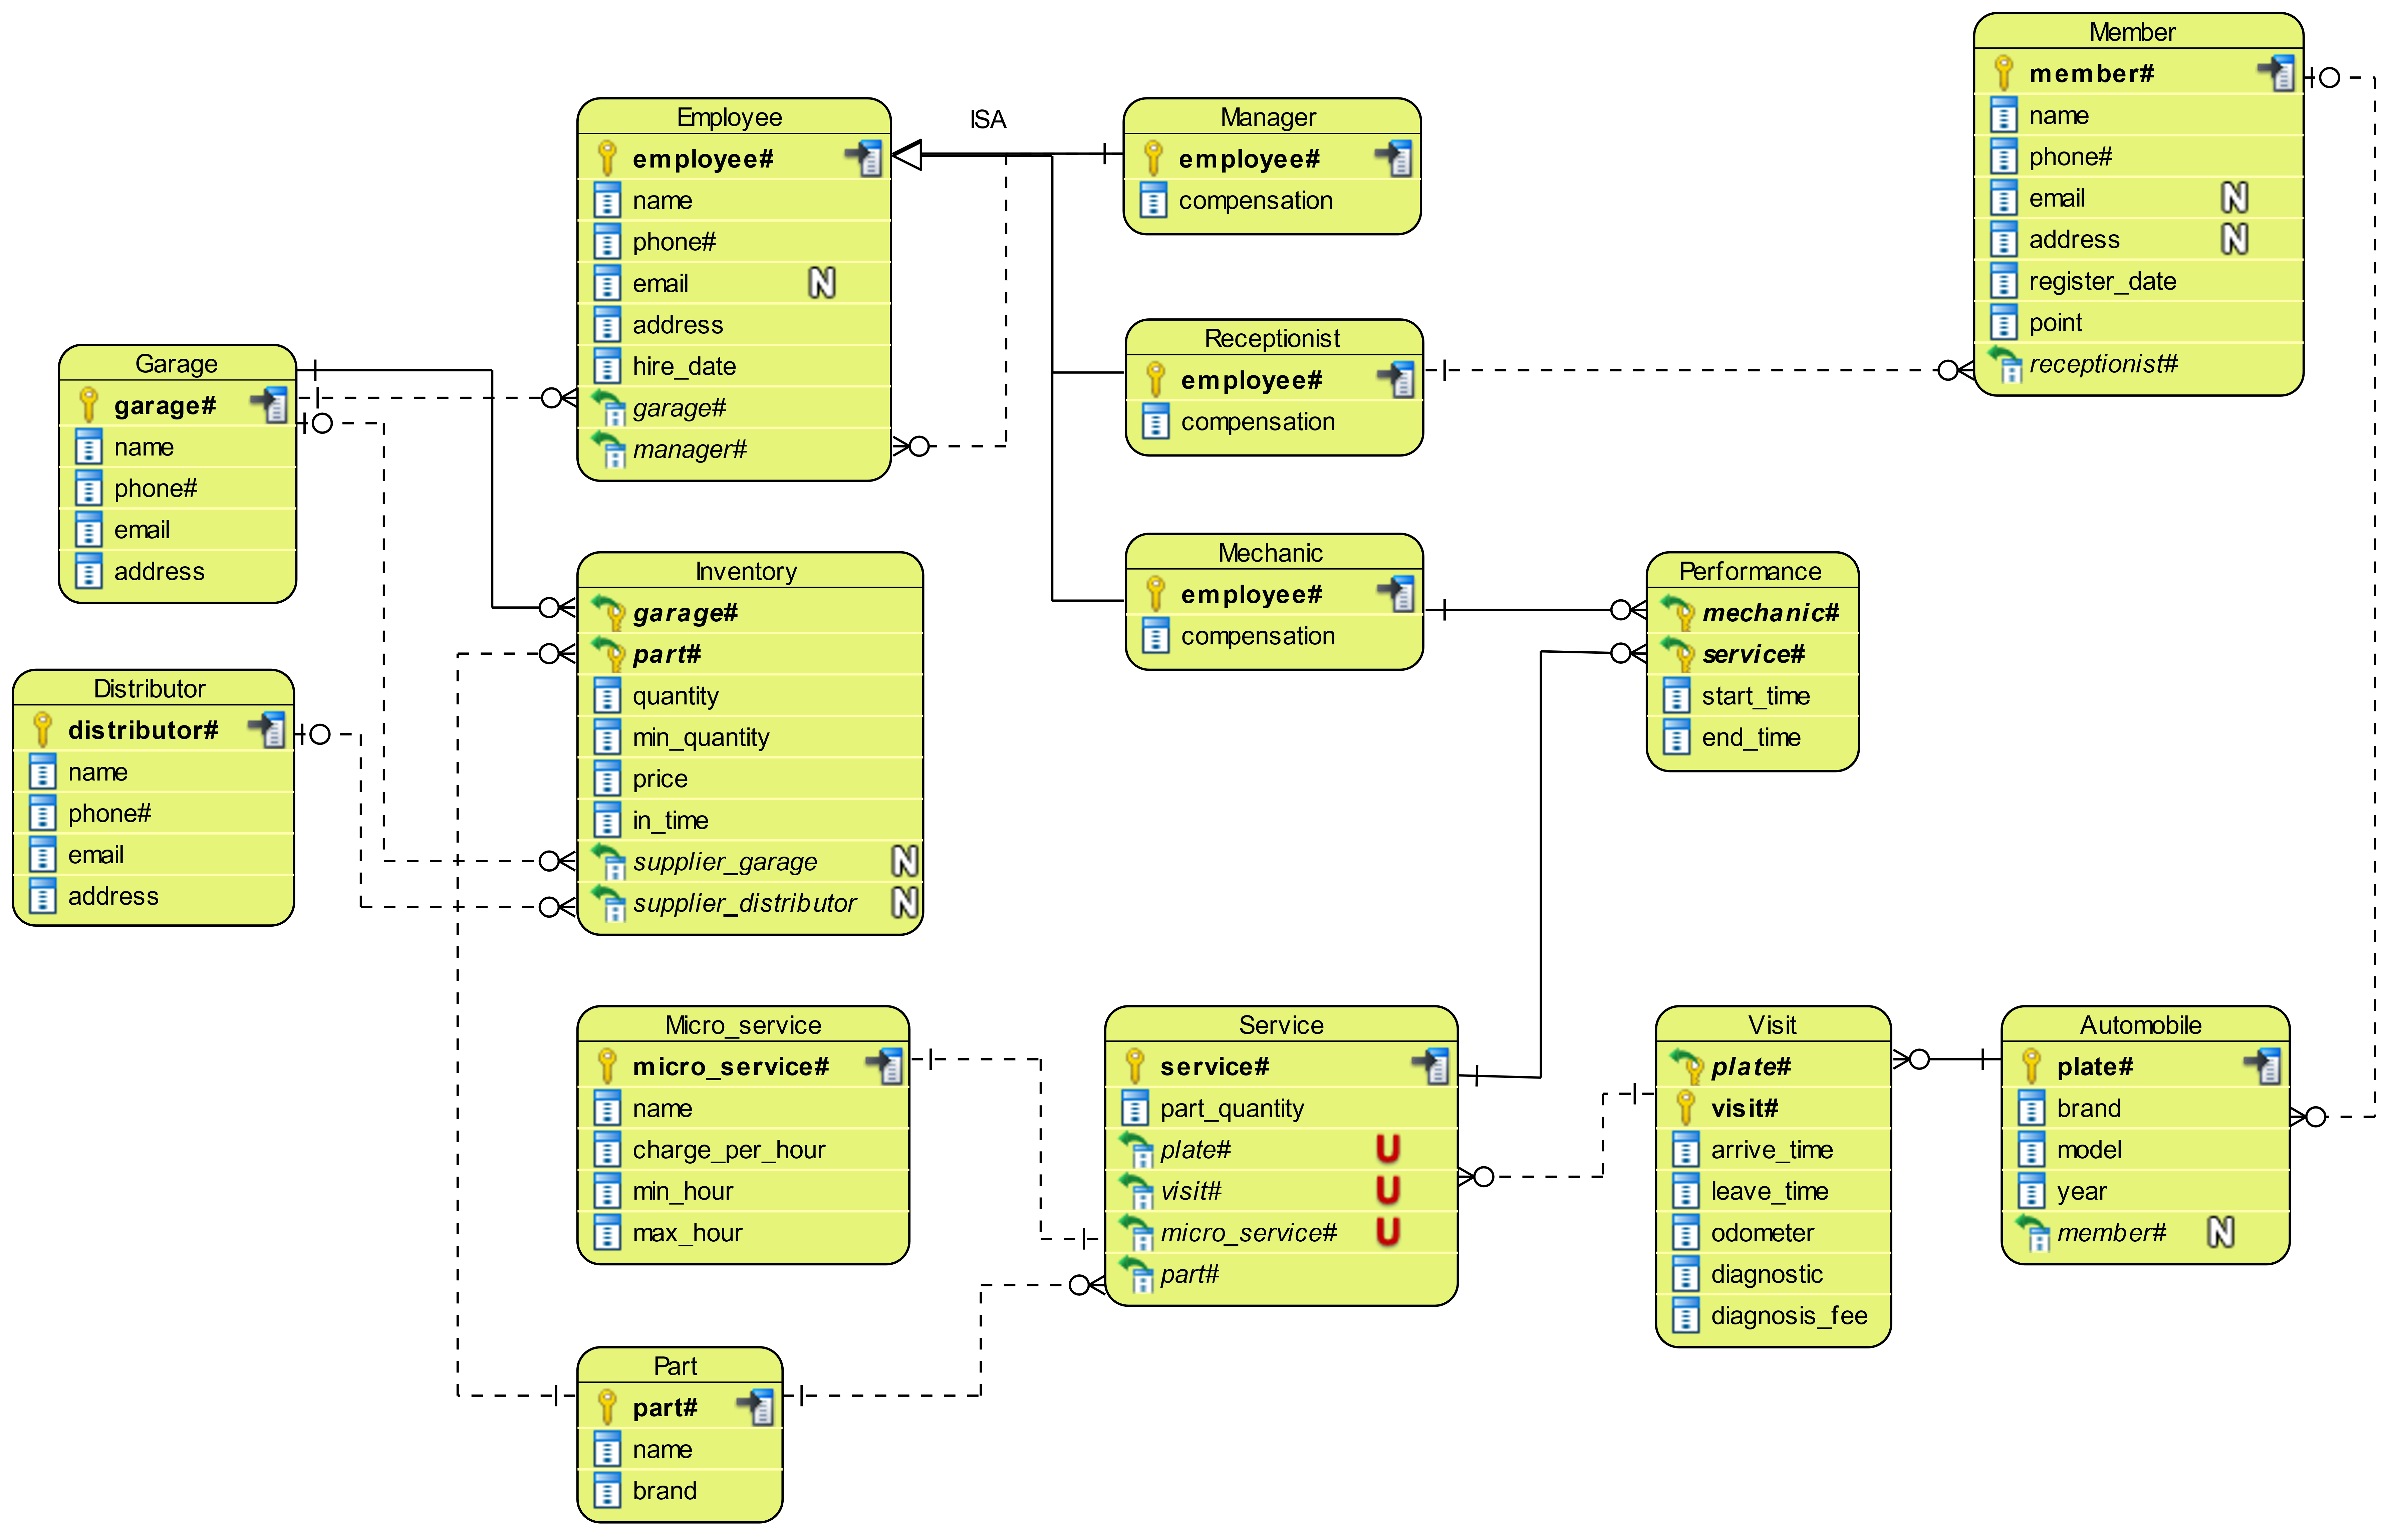 Member
member#
name
phone#
email N
address N
register_date
point
receptionist#
Employee
employee#
name
phone#
email N
address
hire_date
garage#
manager#
ISA
Manager
employee#
compensation
Receptionist
employee#
compensation
Mechanic
employee#
compensation
Performance
mechanic#
service#
start_time
end_time
Garage
garage#
name
phone#
email
address
Distributor
distributor#
name
phone#
email
address
Inventory
garage#
part#
quantity
min_quantity
price
in_time
supplier_garage N
supplier_distributor N
Micro_service
micro_service#
name
charge_per_hour
min_hour
max_hour
Service
service#
part_quantity
plate# U
visit# U
micro_service# U
part#
Visit
plate#
visit#
arrive_time
leave_time
odometer
diagnostic
diagnosis_fee
Automobile
plate#
brand
model
year
member# N
Part
part#
name
brand